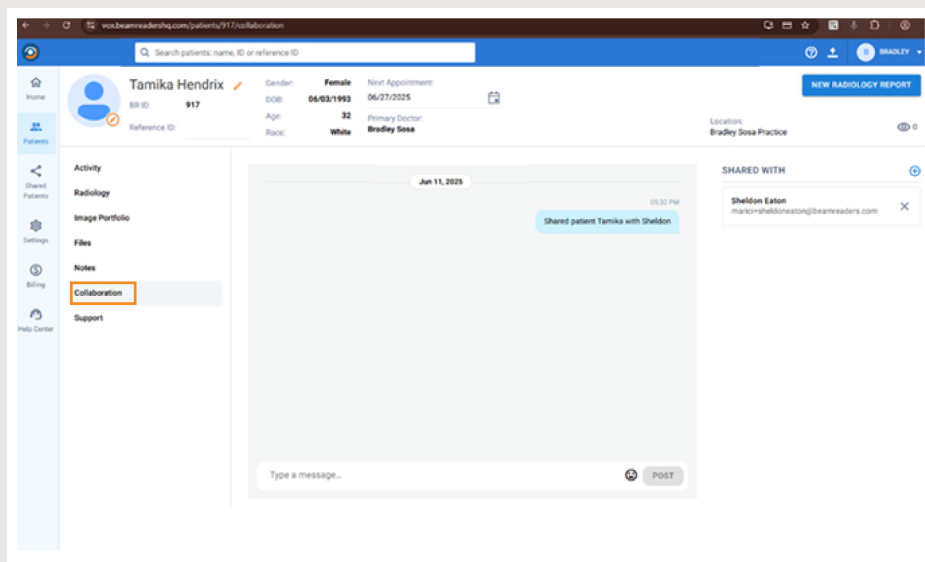 vox.beamreadershq.com/patients/917/collaboration
Search patients: name, ID or reference ID
BRADLEY
Home
Patients
Shared Patients
Settings
Billing
Help Center
Tamika Hendrix
BR ID: 917
Reference ID:
Gender: Female
DOB: 06/03/1993
Age: 32
Race: White
Next Appointment:
06/27/2025
Primary Doctor:
Bradley Sosa
NEW RADIOLOGY REPORT
Location:
Bradley Sosa Practice
0
Activity
Radiology
Image Portfolio
Files
Notes
Collaboration
Support
Jun 11, 2025
05:32 PM
Shared patient Tamika with Sheldon
Type a message...
POST
SHARED WITH
Sheldon Eaton